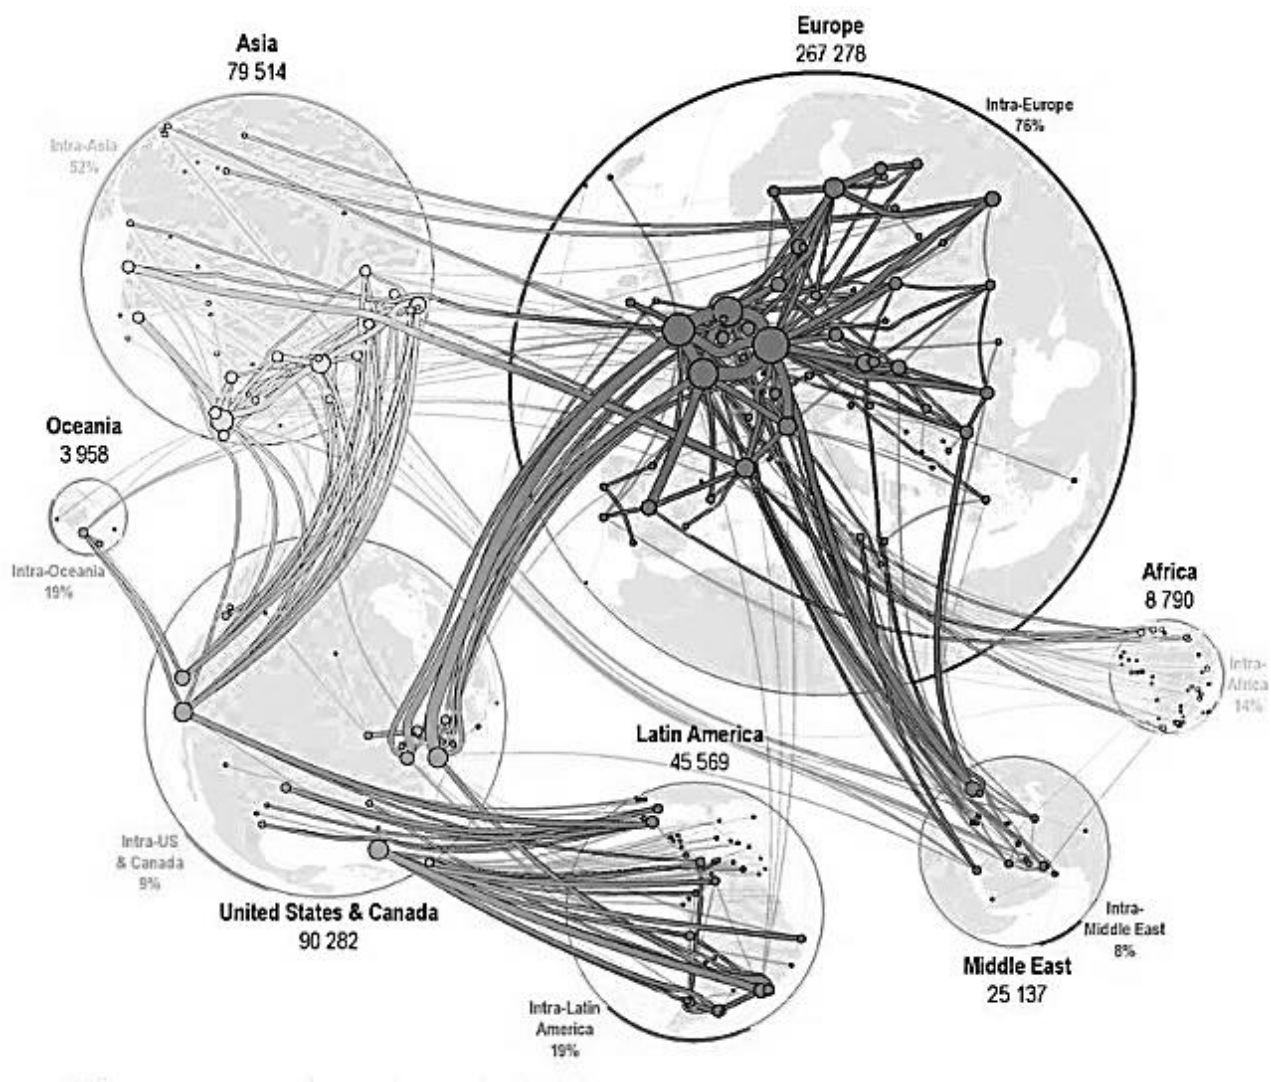 Europe
267 278
Asia
79 514
Intra-Europe
76%
Intra-Asia
52%
Oceania
3 958
Intra-Oceania
19%
Africa
8 790
Intra-
Africa
14%
Latin America
45 569
Intra-US
& Canada
9%
United States & Canada
90 282
Intra-
Middle East
8%
Middle East
25 137
Intra-Latin
America
19%